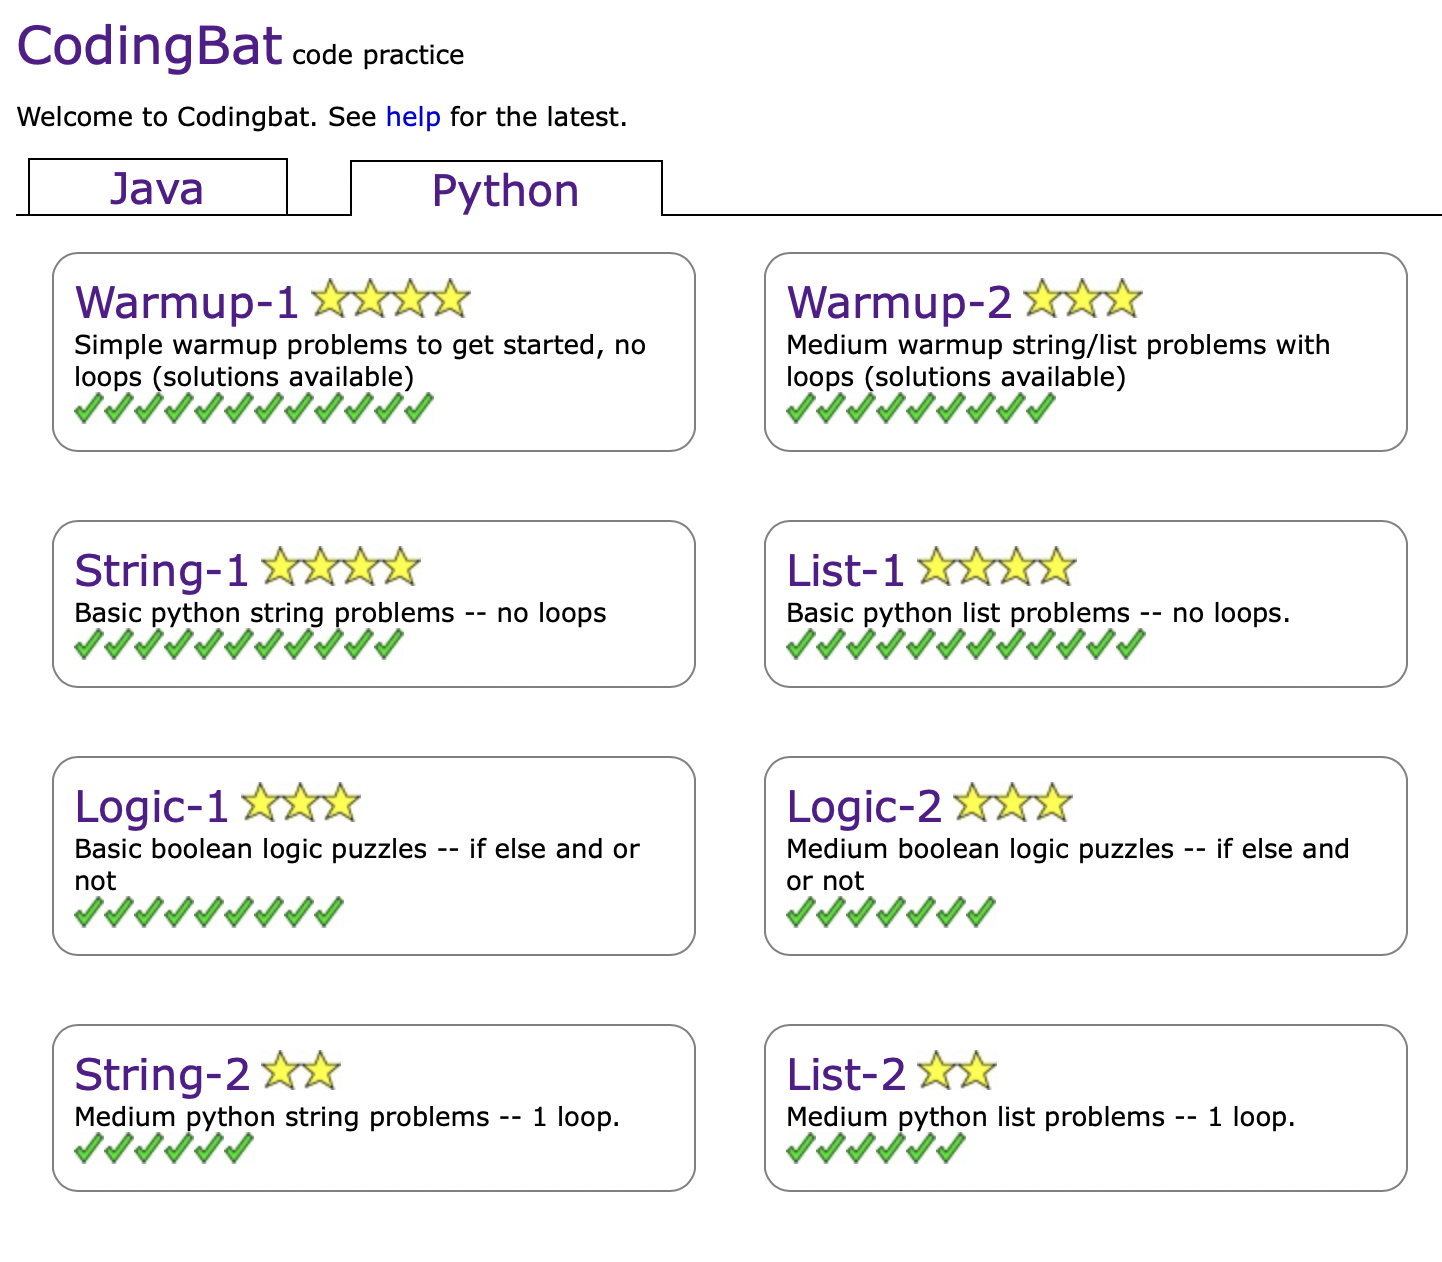 CodingBat code practice
Welcome to Codingbat. See help for the latest.
Java
Python
Warmup-1
Simple warmup problems to get started, no
loops (solutions available)
Warmup-2
Medium warmup string/list problems with
loops (solutions available)
String-1
Basic python string problems -- no loops
List-1
Basic python list problems -- no loops.
Logic-1
Basic boolean logic puzzles -- if else and or
not
Logic-2
Medium boolean logic puzzles -- if else and
or not
String-2
Medium python string problems -- 1 loop.
List-2
Medium python list problems -- 1 loop.